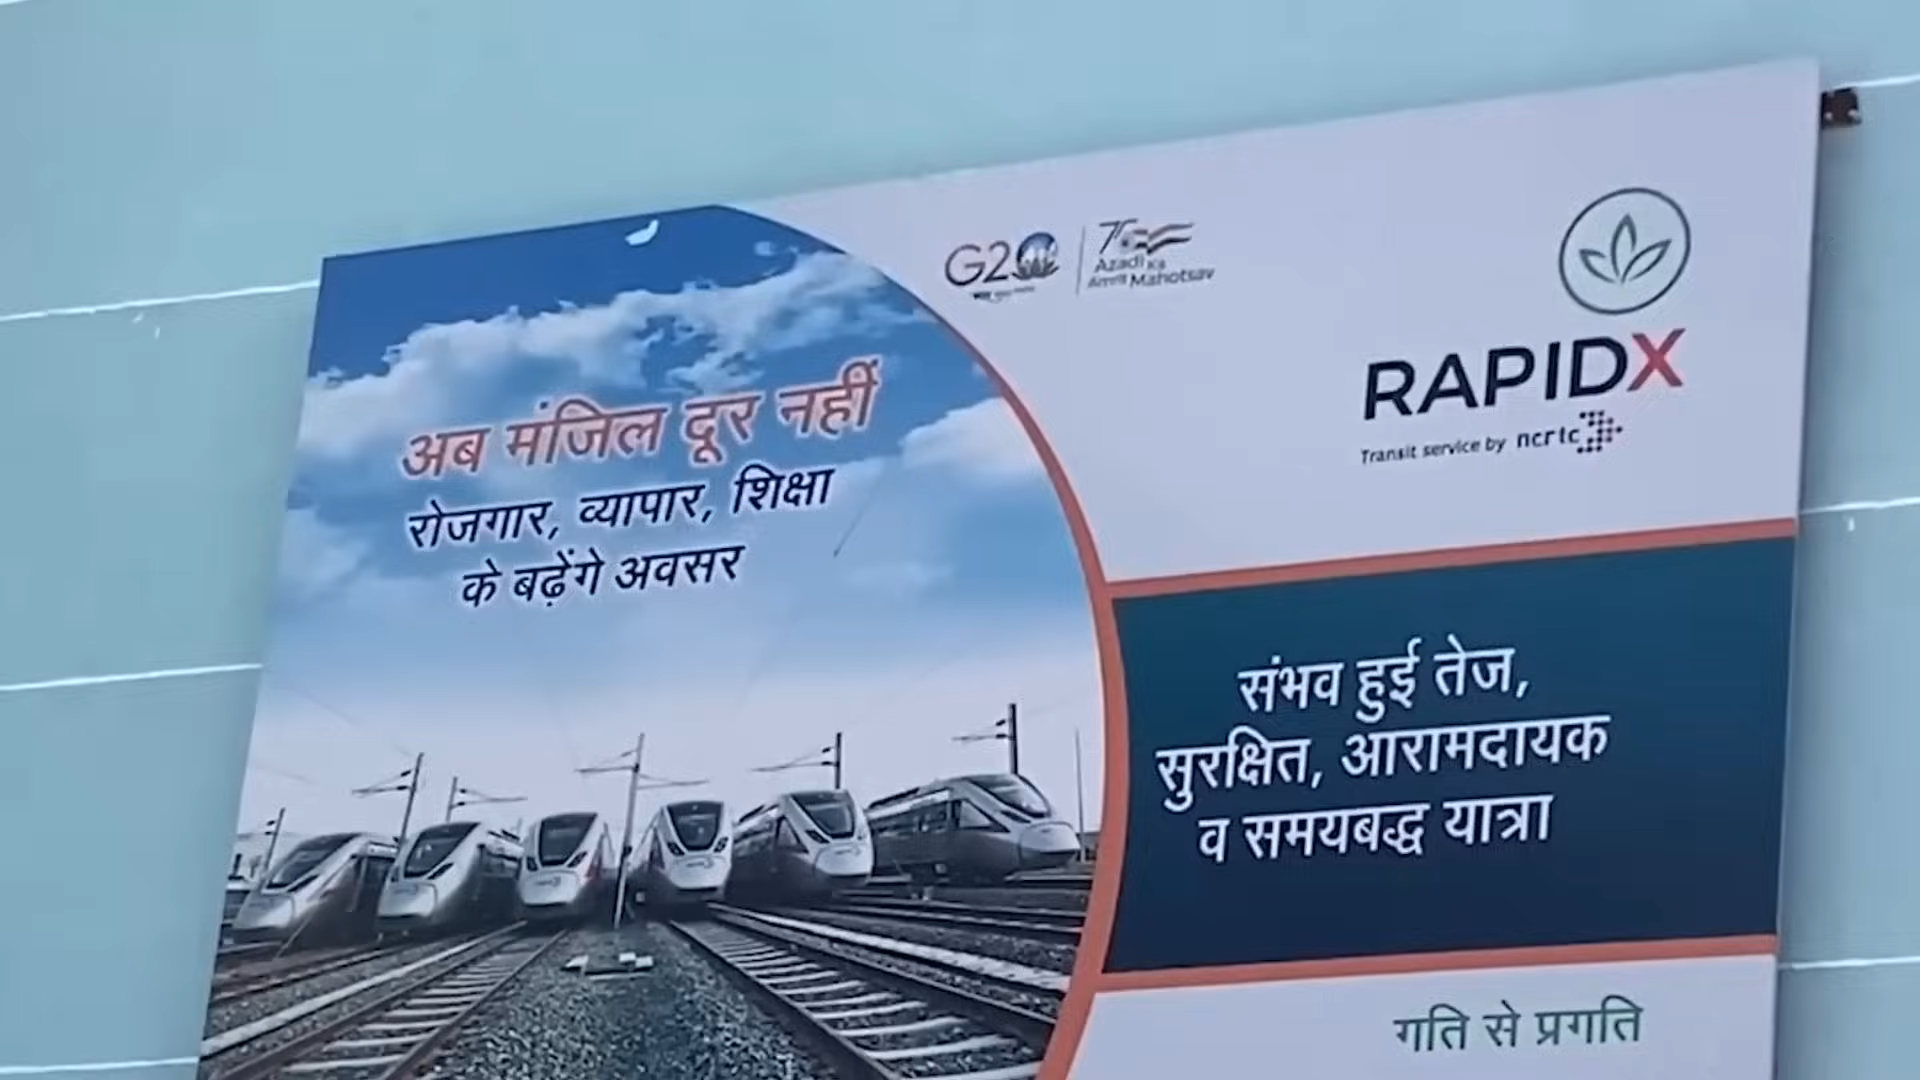 G20
75
Azadi Ka
Amrit Mahotsav
RAPIDX
Transit service by ncrtc
अब मंजिल दूर नहीं
रोजगार, व्यापार, शिक्षा
के बढ़ेंगे अवसर
संभव हुई तेज,
सुरक्षित, आरामदायक
व समयबद्ध यात्रा
गति से प्रगति